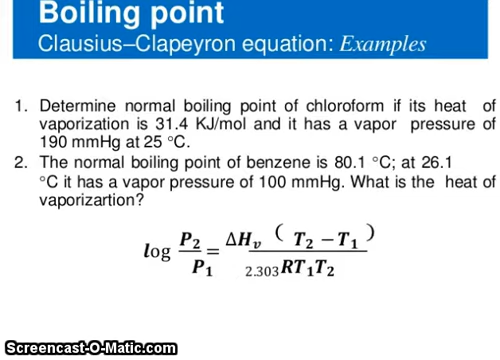 Boiling point
Clausius–Clapeyron equation: Examples
1. Determine normal boiling point of chloroform if its heat of
vaporization is 31.4 KJ/mol and it has a vapor pressure of
190 mmHg at 25 °C.
2. The normal boiling point of benzene is 80.1 °C; at 26.1
°C it has a vapor pressure of 100 mmHg. What is the heat of
vaporizartion?
log P₂/P₁ = ΔHᵥ (T₂ − T₁) / 2.303 RT₁T₂
Screencast-O-Matic.com